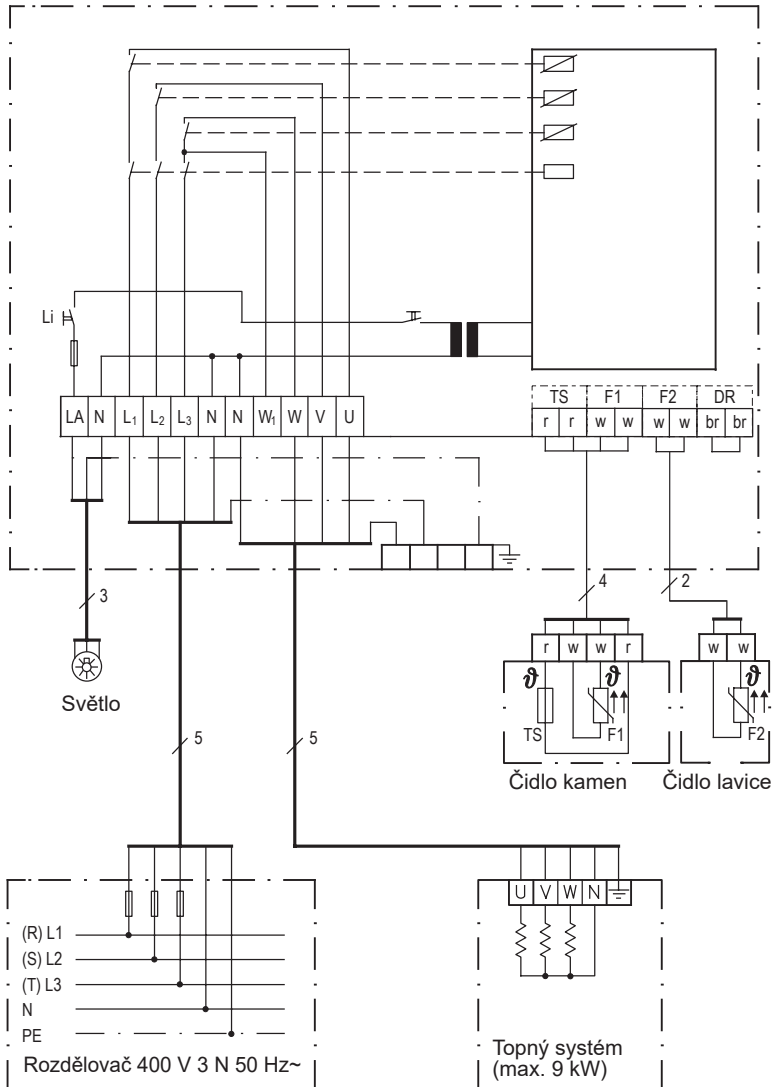 Li
LA N L1 L2 L3 N N W1 W V U
TS F1 F2 DR
r r w w w w br br
3
4
2
Světlo
r w w r
w w
ϑ ϑ ϑ
TS F1 F2
Čidlo kamen
Čidlo lavice
5
5
U V W N
(R) L1
(S) L2
(T) L3
N
PE
Rozdělovač 400 V 3 N 50 Hz~
Topný systém
(max. 9 kW)